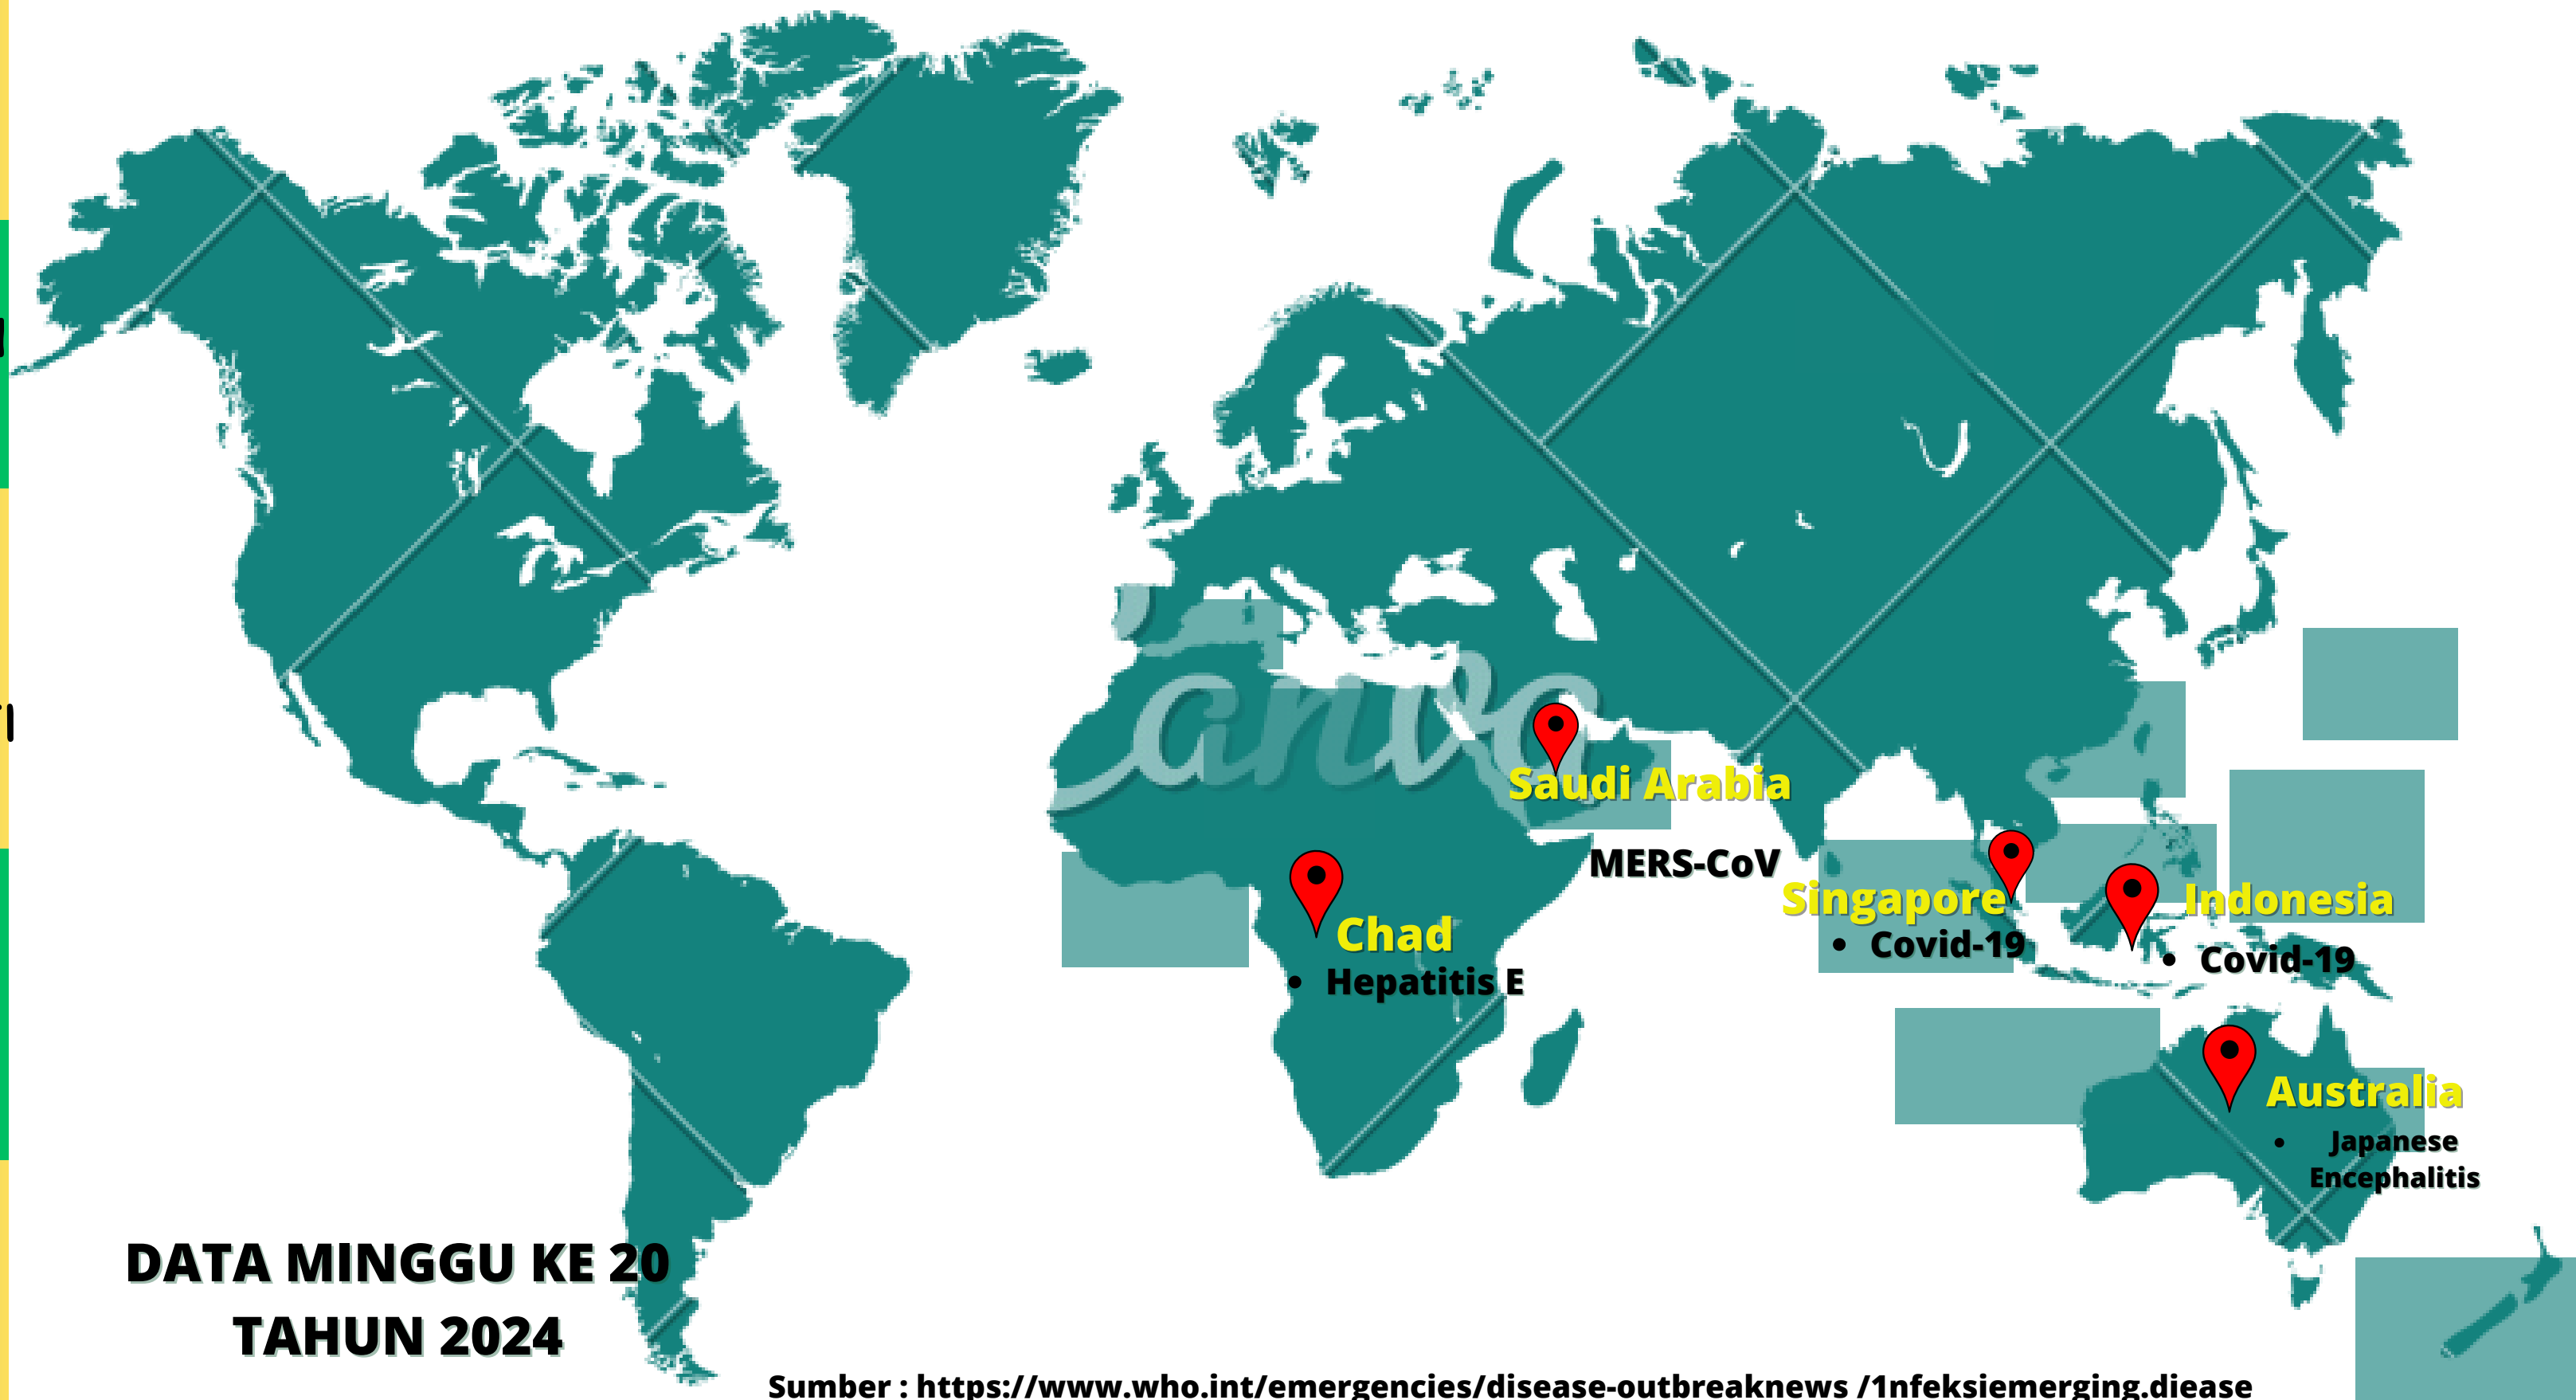 Canva
Saudi Arabia
MERS-CoV
Singapore
• Covid-19
Indonesia
• Covid-19
Chad
• Hepatitis E
Australia
• Japanese
Encephalitis
DATA MINGGU KE 20
TAHUN 2024
Sumber : https://www.who.int/emergencies/disease-outbreaknews /1nfeksiemerging.diease